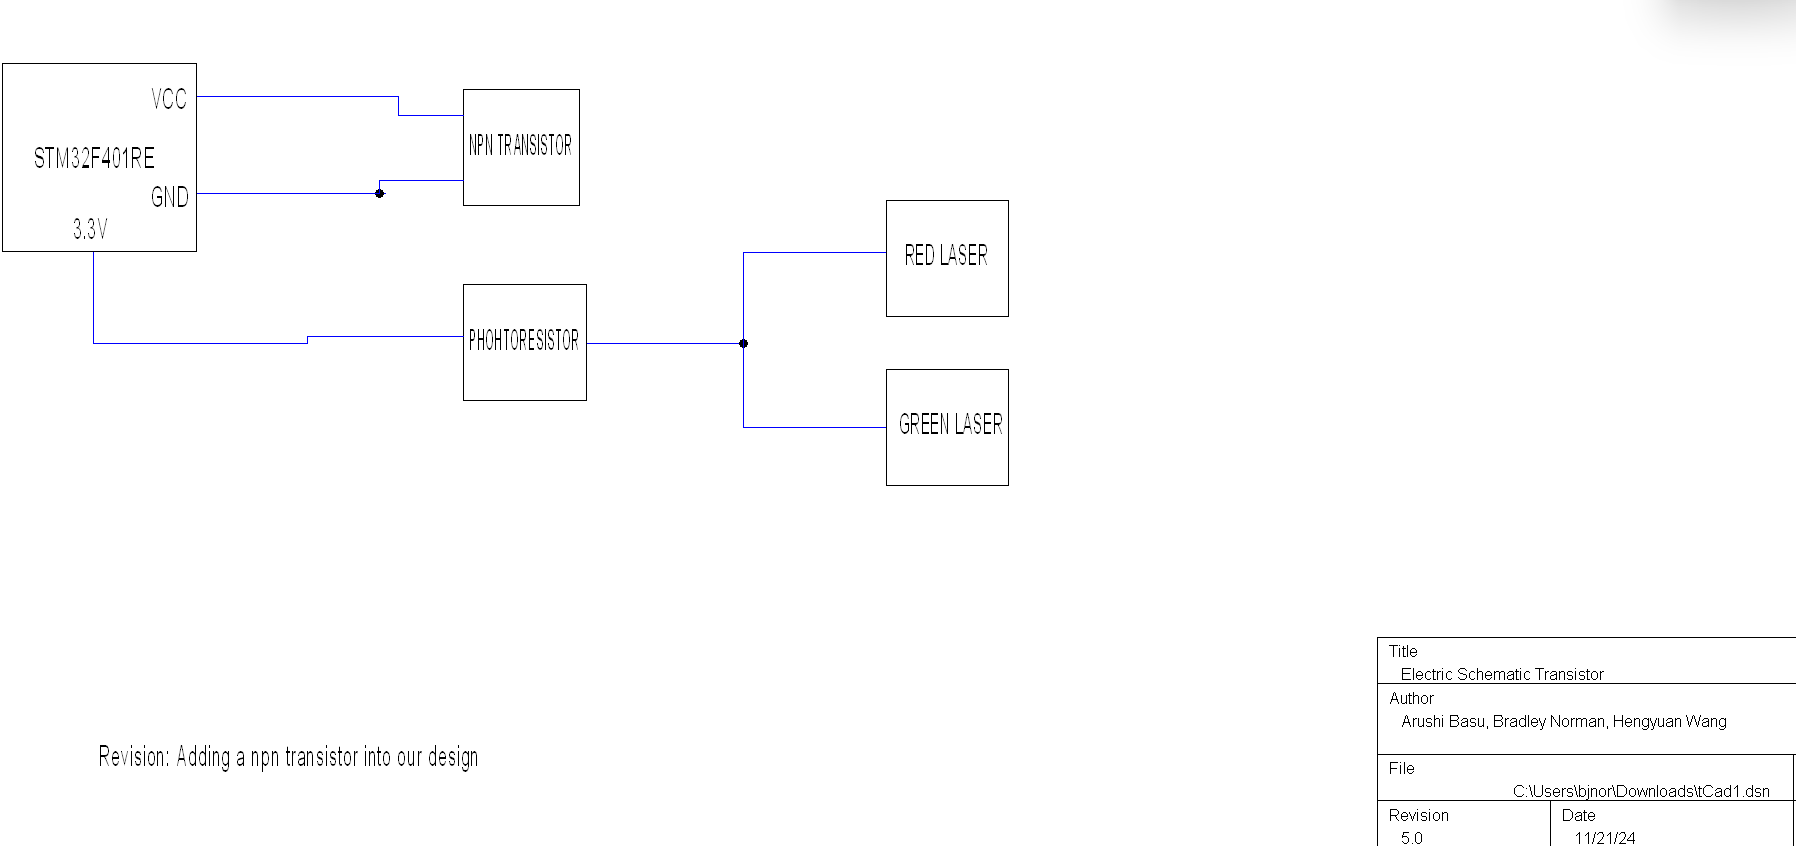 VCC
STM32F401RE
GND
3.3V
NPN TRANSISTOR
PHOHTORESISTOR
RED LASER
GREEN LASER
Revision: Adding a npn transistor into our design
Title
Electric Schematic Transistor
Author
Arushi Basu, Bradley Norman, Hengyuan Wang
File
C:\Users\bjnor\Downloads\tCad1.dsn
Revision
5.0
Date
11/21/24